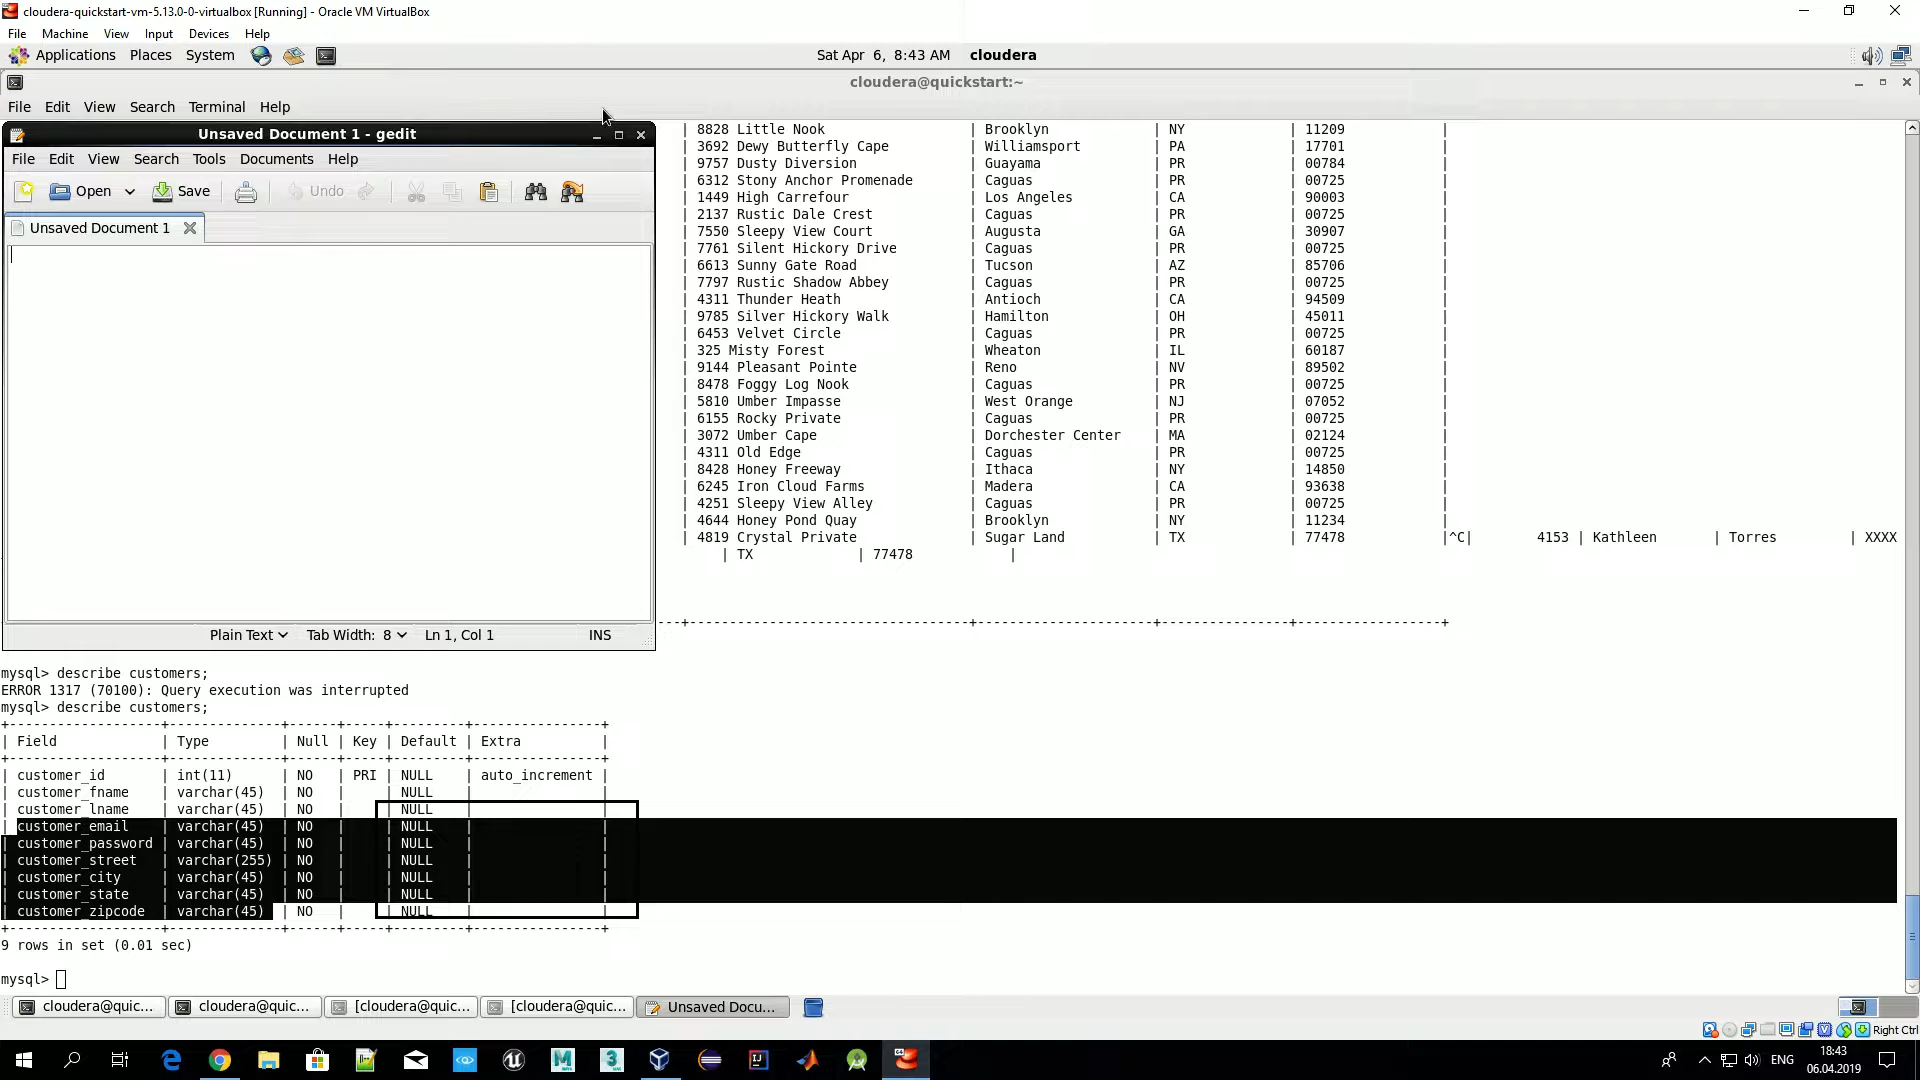 cloudera-quickstart-vm-5.13.0-0-virtualbox [Running] - Oracle VM VirtualBox
File Machine View Input Devices Help
Applications Places System Sat Apr 6, 8:43 AM cloudera
cloudera@quickstart:~
File Edit View Search Terminal Help
Unsaved Document 1 - gedit
File Edit View Search Tools Documents Help
Open Save Undo
Unsaved Document 1
Plain Text Tab Width: 8 Ln 1, Col 1 INS
| 8828 Little Nook | Brooklyn | NY | 11209 |
| 3692 Dewy Butterfly Cape | Williamsport | PA | 17701 |
| 9757 Dusty Diversion | Guayama | PR | 00784 |
| 6312 Stony Anchor Promenade | Caguas | PR | 00725 |
| 1449 High Carrefour | Los Angeles | CA | 90003 |
| 2137 Rustic Dale Crest | Caguas | PR | 00725 |
| 7550 Sleepy View Court | Augusta | GA | 30907 |
| 7761 Silent Hickory Drive | Caguas | PR | 00725 |
| 6613 Sunny Gate Road | Tucson | AZ | 85706 |
| 7797 Rustic Shadow Abbey | Caguas | PR | 00725 |
| 4311 Thunder Heath | Antioch | CA | 94509 |
| 9785 Silver Hickory Walk | Hamilton | OH | 45011 |
| 6453 Velvet Circle | Caguas | PR | 00725 |
| 325 Misty Forest | Wheaton | IL | 60187 |
| 9144 Pleasant Pointe | Reno | NV | 89502 |
| 8478 Foggy Log Nook | Caguas | PR | 00725 |
| 5810 Umber Impasse | West Orange | NJ | 07052 |
| 6155 Rocky Private | Caguas | PR | 00725 |
| 3072 Umber Cape | Dorchester Center | MA | 02124 |
| 4311 Old Edge | Caguas | PR | 00725 |
| 8428 Honey Freeway | Ithaca | NY | 14850 |
| 6245 Iron Cloud Farms | Madera | CA | 93638 |
| 4251 Sleepy View Alley | Caguas | PR | 00725 |
| 4644 Honey Pond Quay | Brooklyn | NY | 11234 |
| 4819 Crystal Private | Sugar Land | TX | 77478 |^C| 4153 | Kathleen | Torres | XXXX
| TX | 77478 |
mysql> describe customers;
ERROR 1317 (70100): Query execution was interrupted
mysql> describe customers;
| Field | Type | Null | Key | Default | Extra |
| customer_id | int(11) | NO | PRI | NULL | auto_increment |
| customer_fname | varchar(45) | NO | | NULL | |
| customer_lname | varchar(45) | NO | | NULL | |
| customer_email | varchar(45) | NO | | NULL | |
| customer_password | varchar(45) | NO | | NULL | |
| customer_street | varchar(255) | NO | | NULL | |
| customer_city | varchar(45) | NO | | NULL | |
| customer_state | varchar(45) | NO | | NULL | |
| customer_zipcode | varchar(45) | NO | | NULL | |
9 rows in set (0.01 sec)
mysql>
cloudera@quic... cloudera@quic... [cloudera@quic... [cloudera@quic... Unsaved Docu...
Right Ctrl
ENG 18:43
06.04.2019